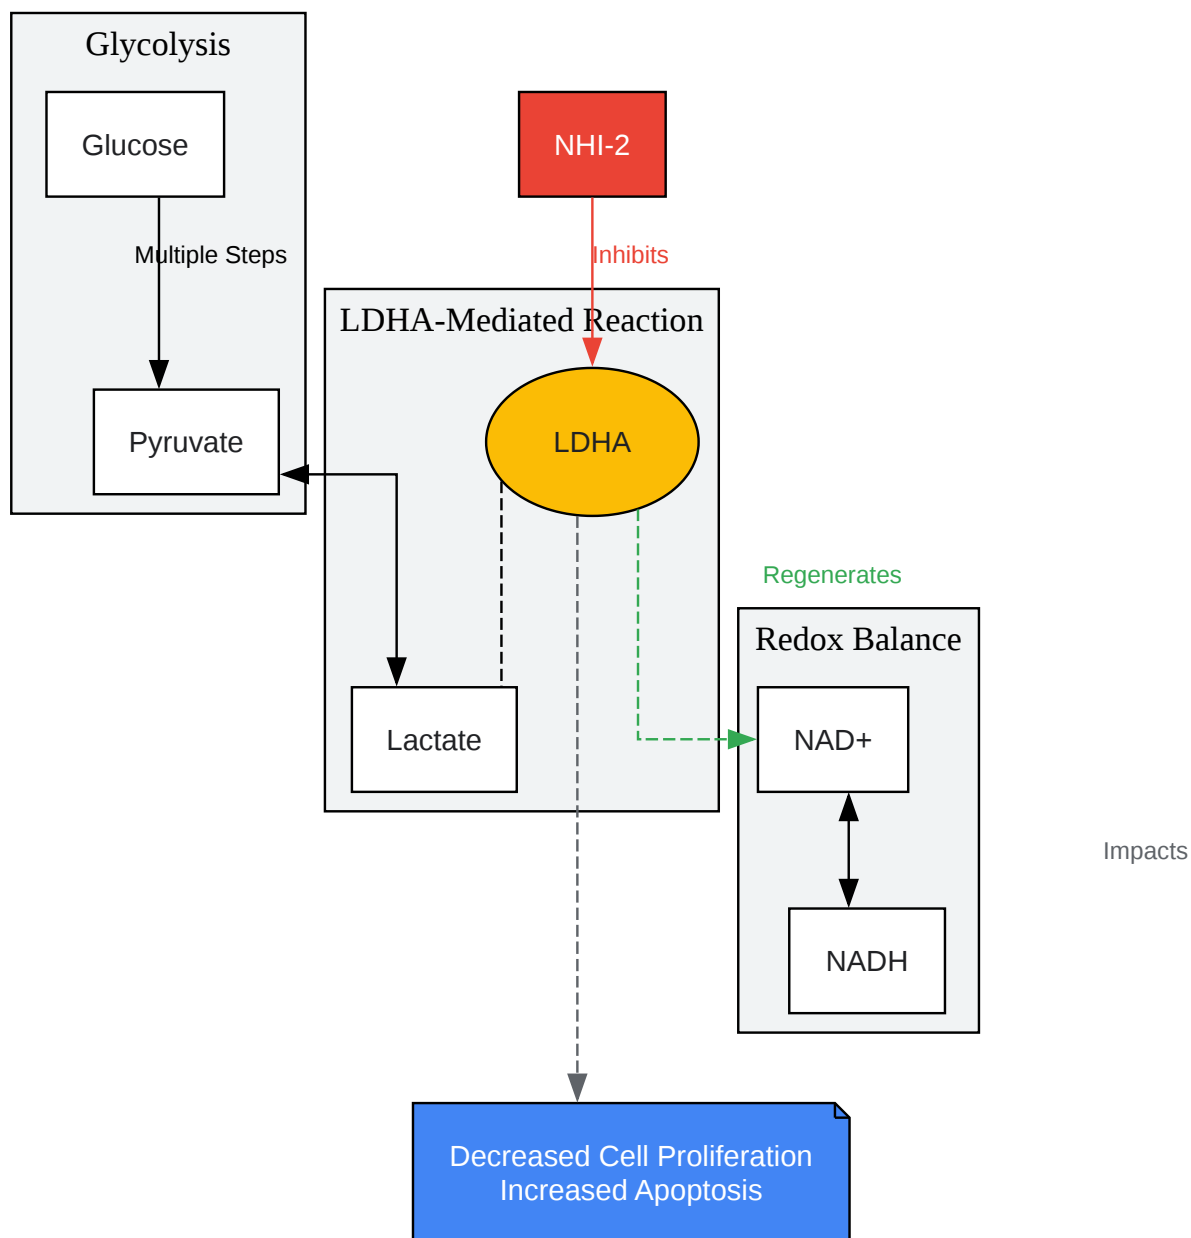 Glycolysis
Glucose
NHI-2
Multiple Steps
Inhibits
LDHA-Mediated Reaction
Pyruvate
LDHA
Regenerates
Redox Balance
Lactate
NAD+
Impacts
NADH
Decreased Cell Proliferation
Increased Apoptosis